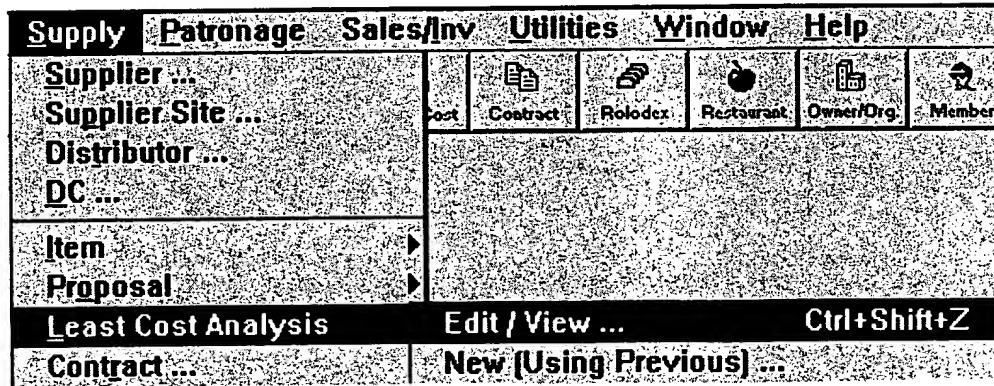 Supply Patronage Sales/Inv Utilities Window Help
Supplier ...
Supplier Site ...
Distributor ...
DC ...
Cost Contract Rolodex Restaurant Owner/Org. Member
Item
Proposal
Least Cost Analysis Edit / View ... Ctrl+Shift+Z
Contract ... New (Using Previous) ...